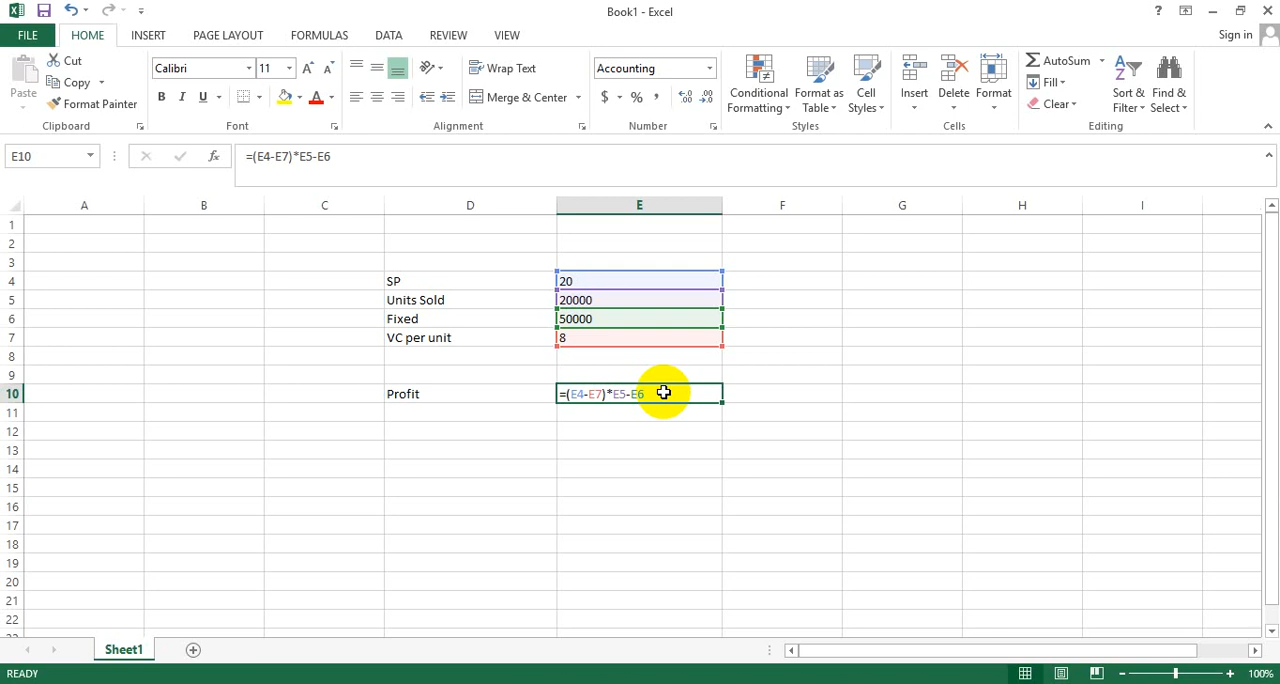 Book1 - Excel
FILE HOME INSERT PAGE LAYOUT FORMULAS DATA REVIEW VIEW Sign in
Paste Cut Copy Format Painter
Clipboard
Calibri 11
B I U
Font
Wrap Text
Merge & Center
Alignment
Accounting
$ % ,
Number
Conditional Formatting Format as Table Cell Styles
Styles
Insert Delete Format
Cells
AutoSum
Fill
Clear
Sort & Filter Find & Select
Editing
E10 fx =(E4-E7)*E5-E6
A B C D E F G H I
1
2
3
4 SP 20
5 Units Sold 20000
6 Fixed 50000
7 VC per unit 8
8
9
10 Profit =(E4-E7)*E5-E6
11
12
13
14
15
16
17
18
19
20
21
22
Sheet1
READY 100%